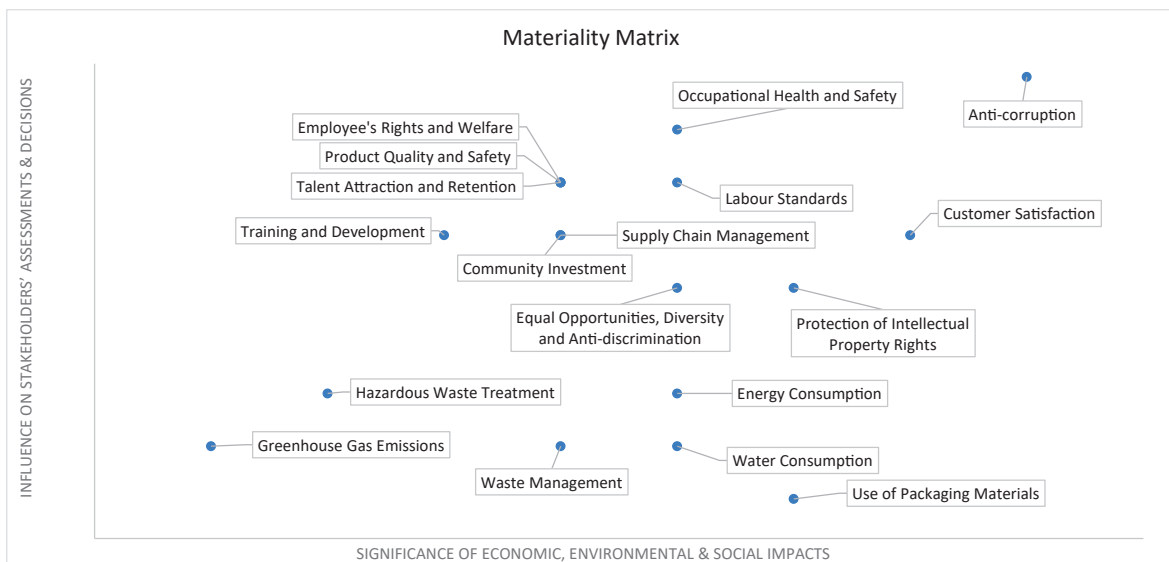 Materiality Matrix
INFLUENCE ON STAKEHOLDERS' ASSESSMENTS & DECISIONS
Occupational Health and Safety
Anti-corruption
Employee's Rights and Welfare
Product Quality and Safety
Talent Attraction and Retention
Labour Standards
Customer Satisfaction
Training and Development
Supply Chain Management
Community Investment
Equal Opportunities, Diversity
and Anti-discrimination
Protection of Intellectual
Property Rights
Hazardous Waste Treatment
Energy Consumption
Greenhouse Gas Emissions
Waste Management
Water Consumption
Use of Packaging Materials
SIGNIFICANCE OF ECONOMIC, ENVIRONMENTAL & SOCIAL IMPACTS